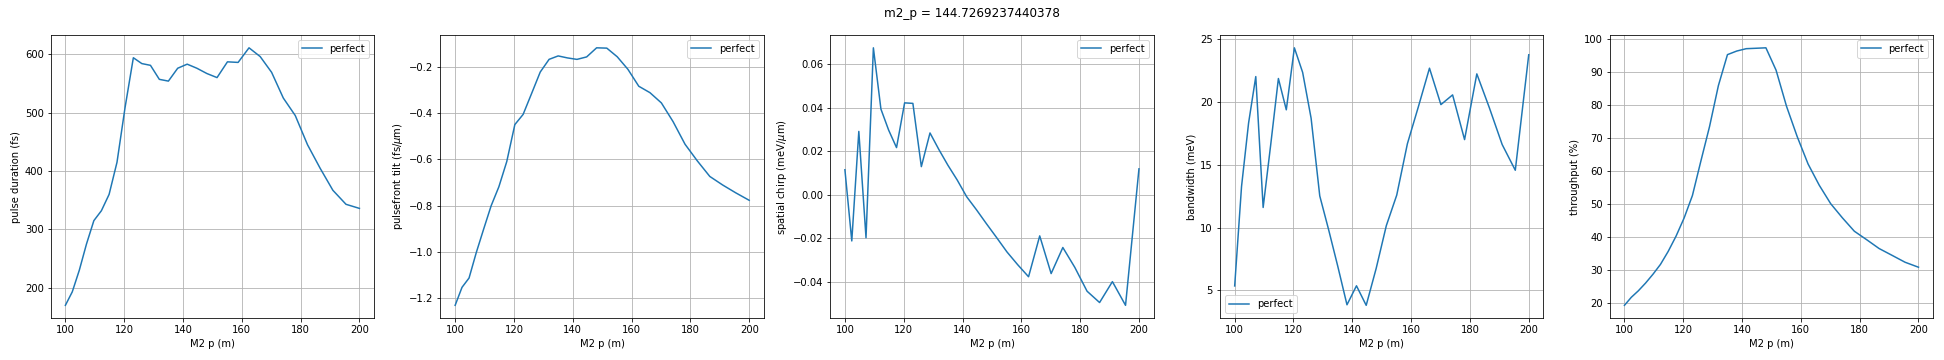 m2_p = 144.7269237440378
pulse duration (fs)
600
500
400
300
200
perfect
100 120 140 160 180 200
M2 p (m)
pulsefront tilt (fs/μm)
−0.2
−0.4
−0.6
−0.8
−1.0
−1.2
perfect
100 120 140 160 180 200
M2 p (m)
spatial chirp (meV/μm)
0.06
0.04
0.02
0.00
−0.02
−0.04
perfect
100 120 140 160 180 200
M2 p (m)
bandwidth (meV)
25
20
15
10
5
perfect
100 120 140 160 180 200
M2 p (m)
throughput (%)
100
90
80
70
60
50
40
30
20
perfect
100 120 140 160 180 200
M2 p (m)